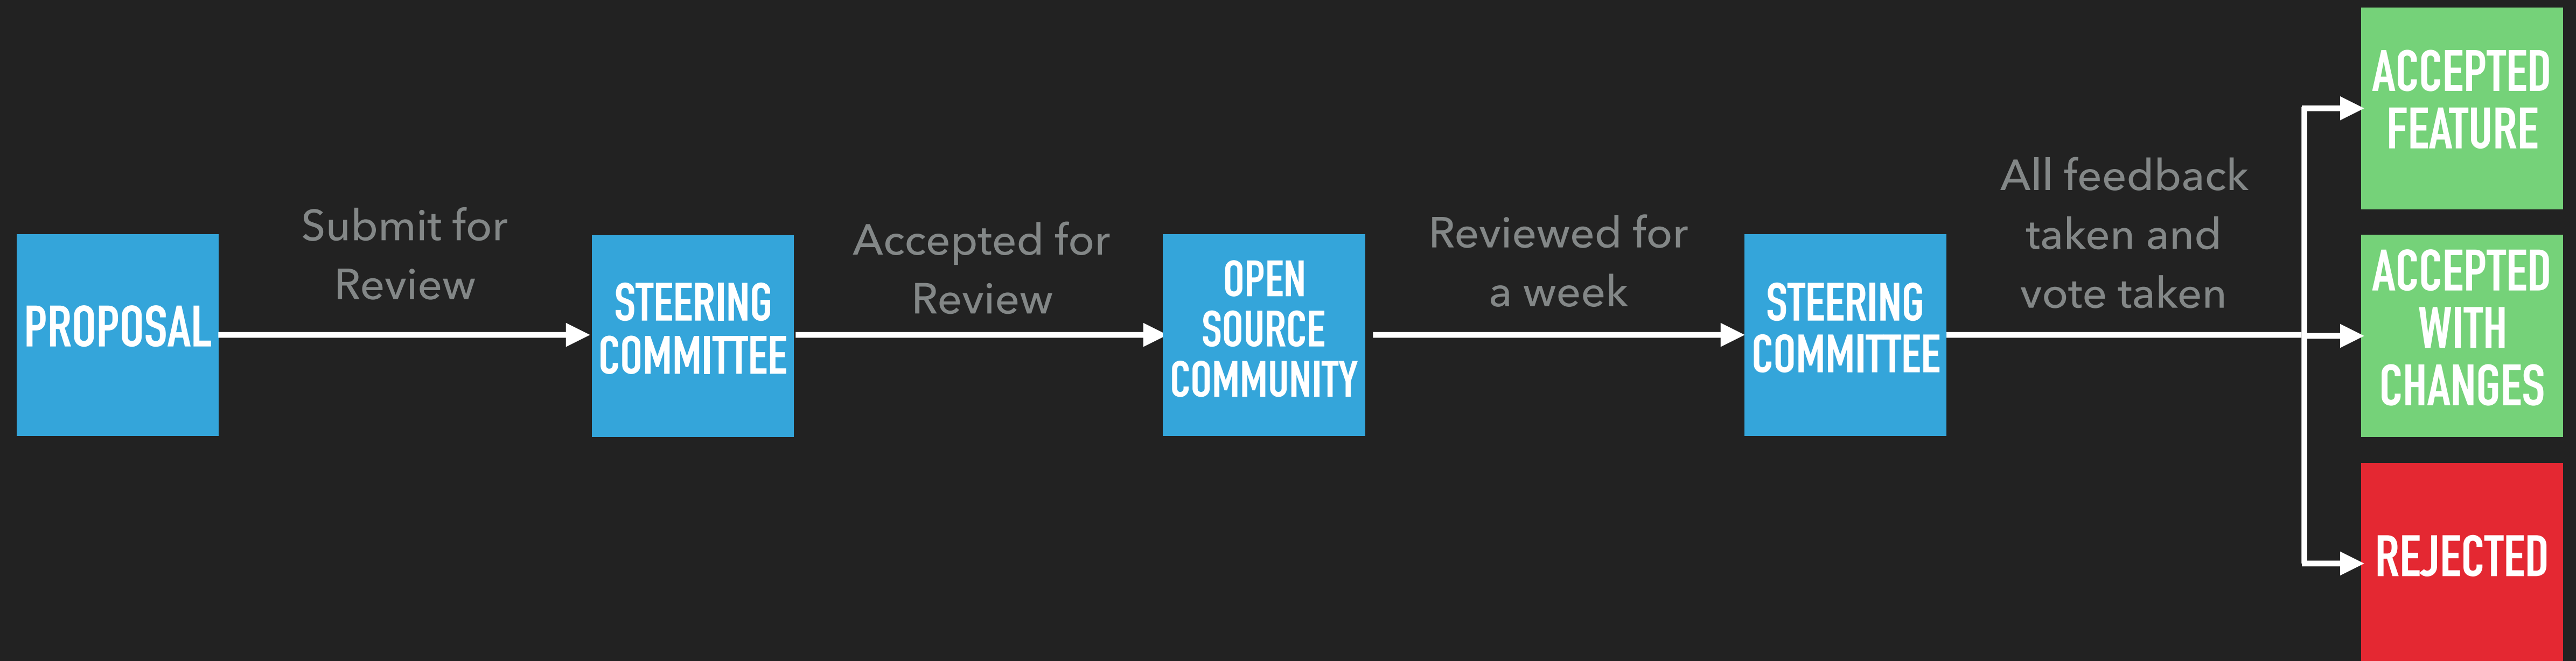 PROPOSAL
Submit for
Review
STEERING
COMMITTEE
Accepted for
Review
OPEN
SOURCE
COMMUNITY
Reviewed for
a week
STEERING
COMMITTEE
All feedback
taken and
vote taken
ACCEPTED
FEATURE
ACCEPTED
WITH
CHANGES
REJECTED